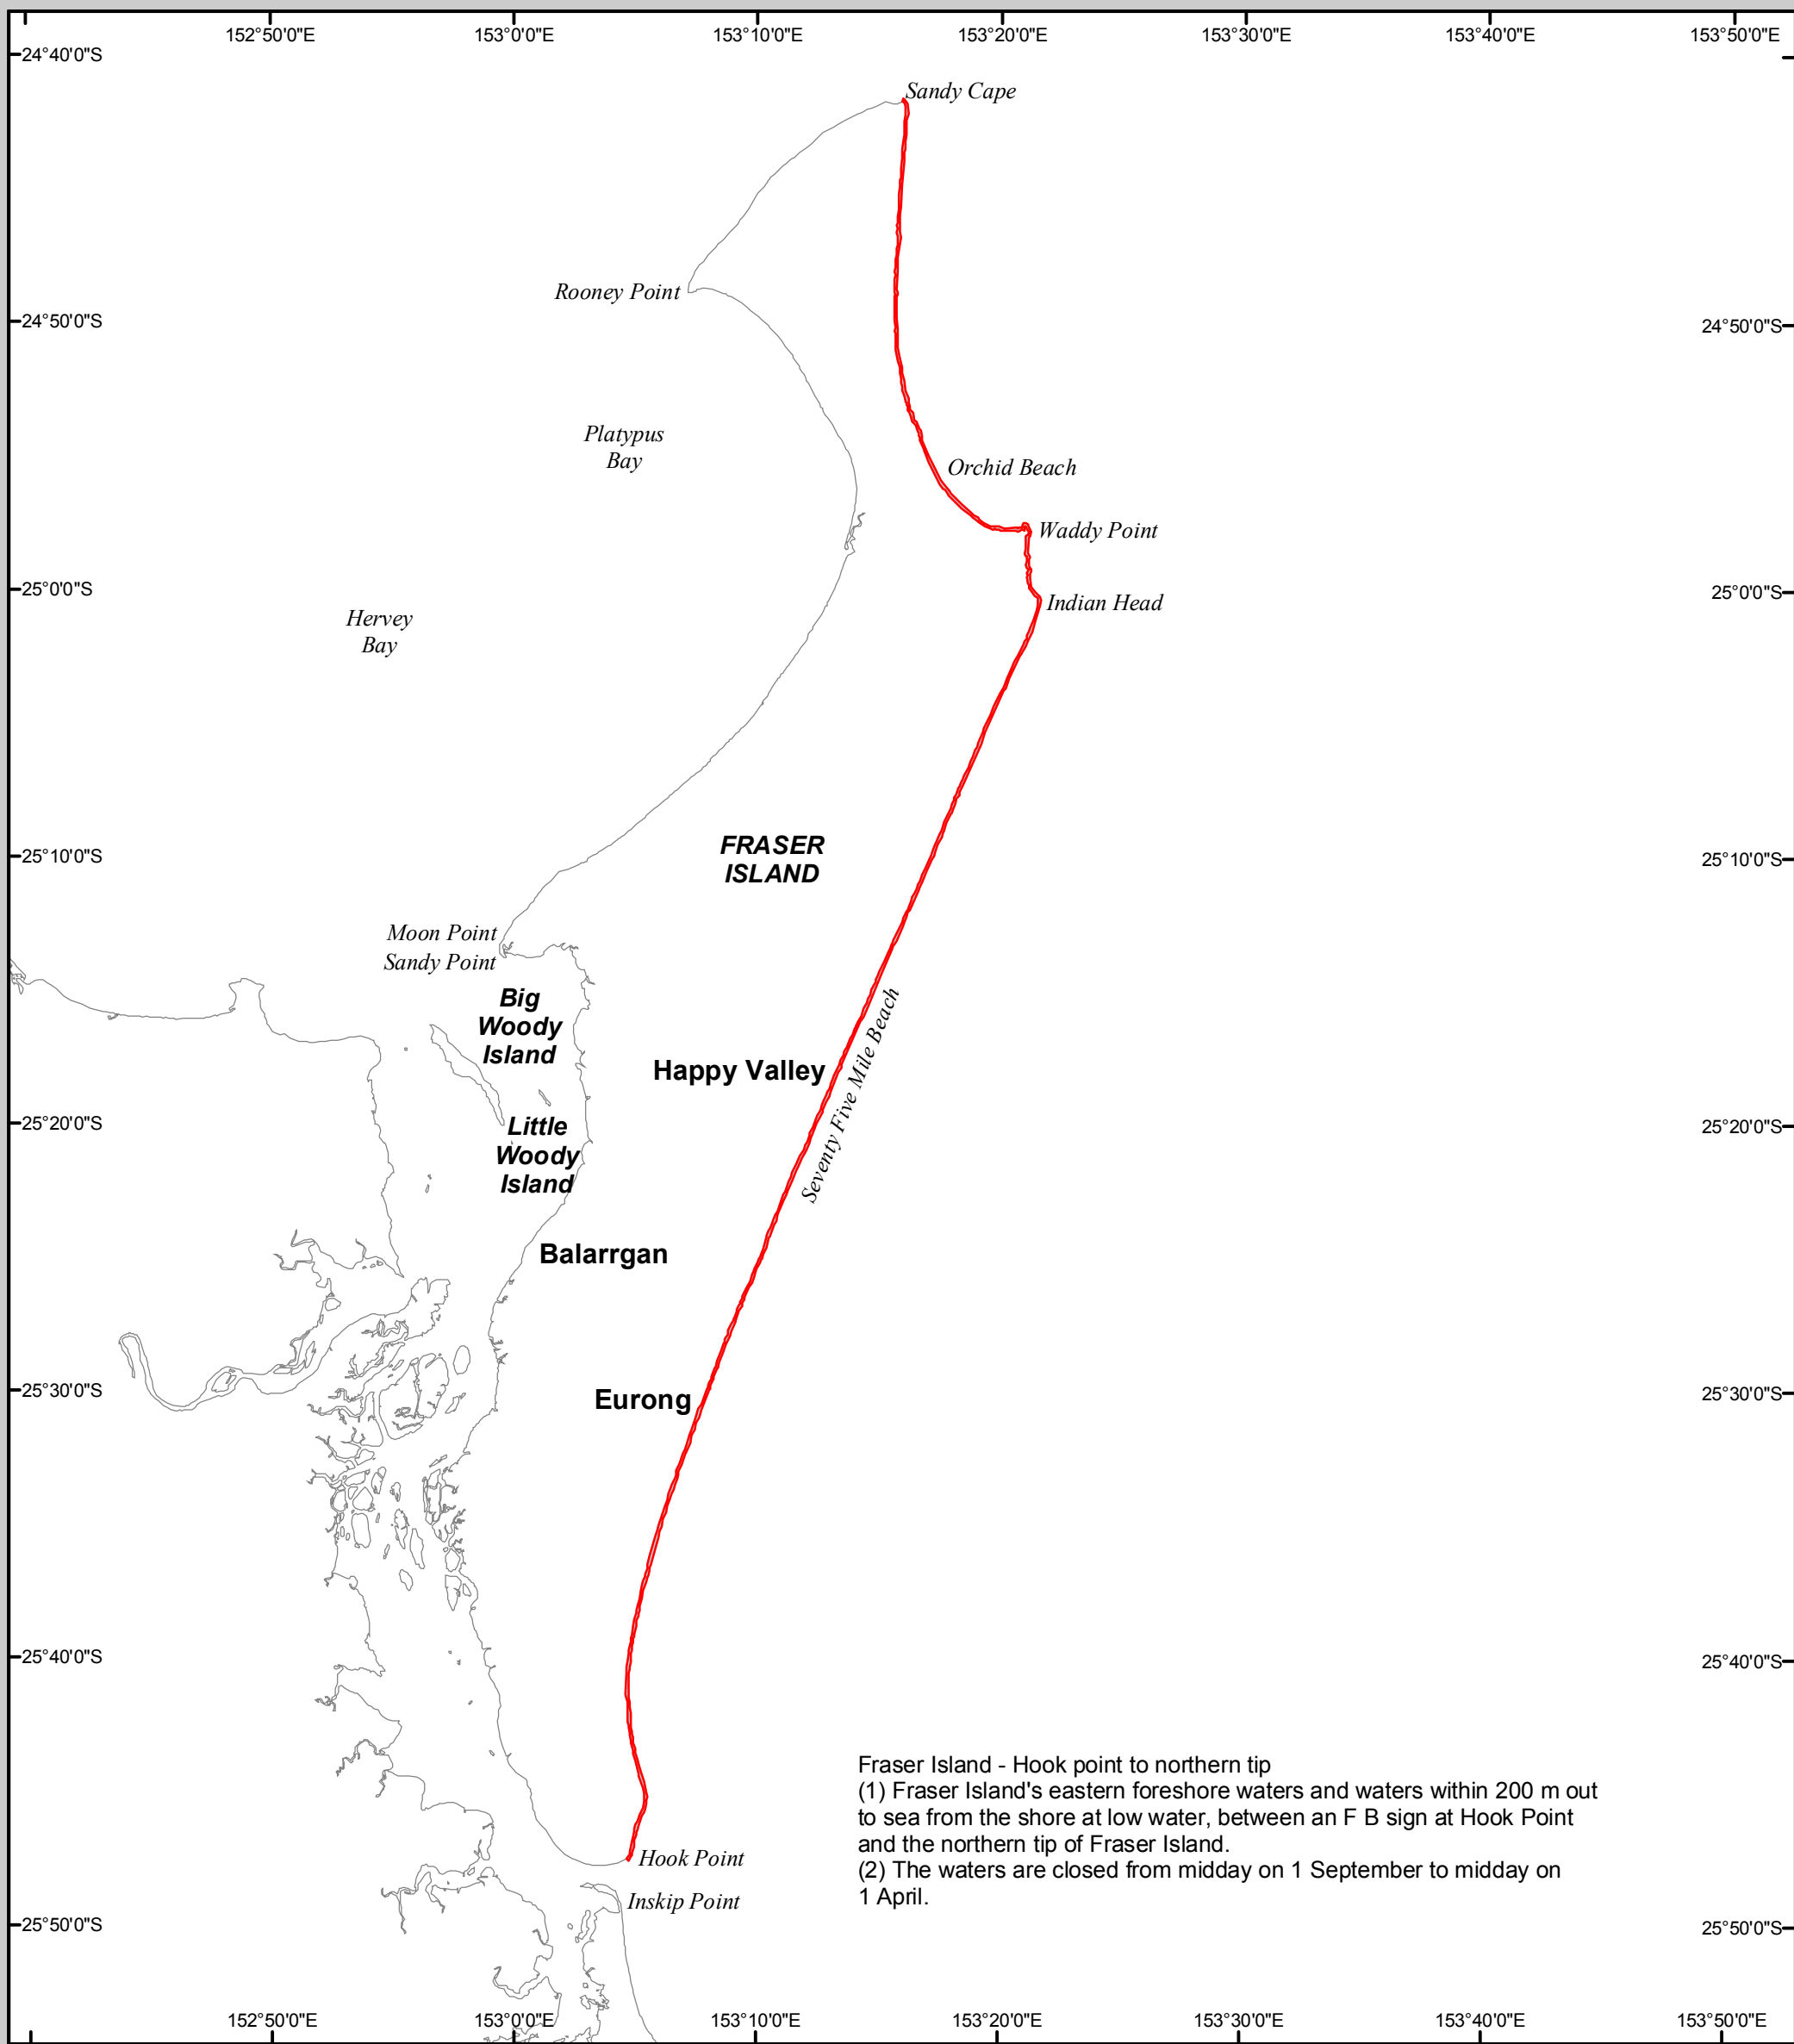 152°50'0"E
153°0'0"E
153°10'0"E
153°20'0"E
153°30'0"E
153°40'0"E
153°50'0"E
24°40'0"S
Sandy Cape
Rooney Point
24°50'0"S
24°50'0"S
Platypus
Bay
Orchid Beach
Waddy Point
25°0'0"S
25°0'0"S
Indian Head
Hervey
Bay
FRASER
ISLAND
25°10'0"S
25°10'0"S
Moon Point
Sandy Point
Big
Woody
Island
Happy Valley
Seventy Five Mile Beach
25°20'0"S
25°20'0"S
Little
Woody
Island
Balarrgan
25°30'0"S
25°30'0"S
Eurong
25°40'0"S
25°40'0"S
Fraser Island - Hook point to northern tip
(1) Fraser Island's eastern foreshore waters and waters within 200 m out
to sea from the shore at low water, between an F B sign at Hook Point
and the northern tip of Fraser Island.
(2) The waters are closed from midday on 1 September to midday on
1 April.
Hook Point
Inskip Point
25°50'0"S
25°50'0"S
152°50'0"E
153°0'0"E
153°10'0"E
153°20'0"E
153°30'0"E
153°40'0"E
153°50'0"E